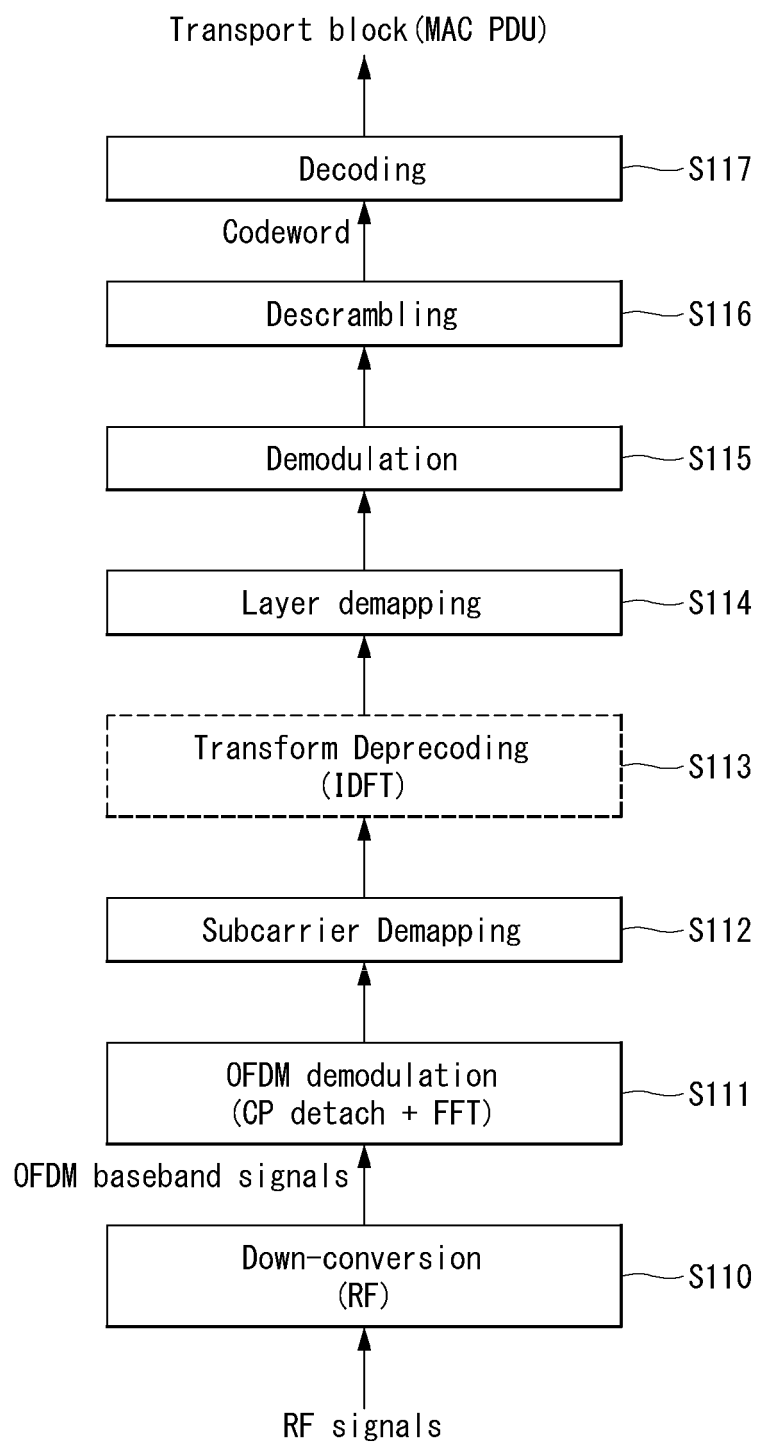 Transport block(MAC PDU)
Decoding
S117
Codeword
Descrambling
S116
Demodulation
S115
Layer demapping
S114
Transform Deprecoding
(IDFT)
S113
Subcarrier Demapping
S112
OFDM demodulation
(CP detach + FFT)
S111
OFDM baseband signals
Down-conversion
(RF)
S110
RF signals